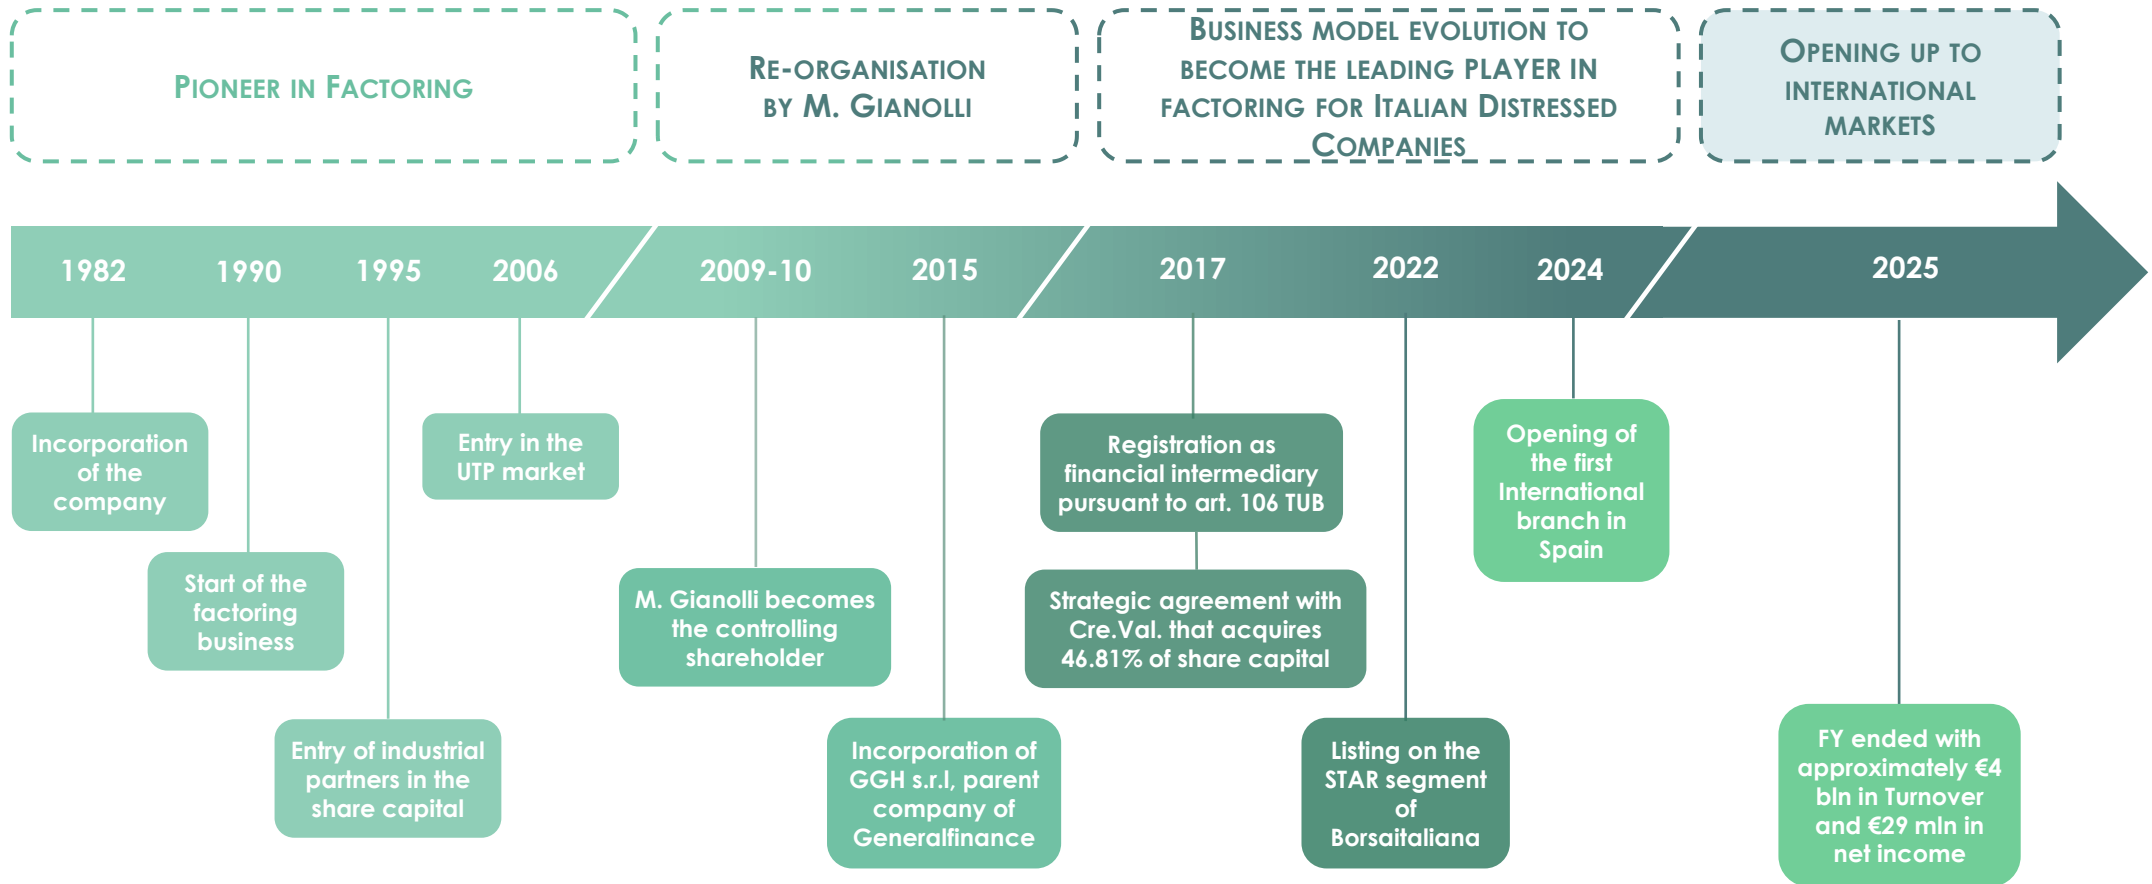 PIONEER IN FACTORING
RE-ORGANISATION
BY M. GIANOLLI
BUSINESS MODEL EVOLUTION TO
BECOME THE LEADING PLAYER IN
FACTORING FOR ITALIAN DISTRESSED
COMPANIES
OPENING UP TO
INTERNATIONAL
MARKETS
1982
1990
1995
2006
2009-10
2015
2017
2022
2024
2025
Incorporation
of the
company
Start of the
factoring
business
Entry of industrial
partners in the
share capital
Entry in the
UTP market
M. Gianolli becomes
the controlling
shareholder
Incorporation of
GGH s.r.l, parent
company of
Generalfinance
Registration as
financial intermediary
pursuant to art. 106 TUB
Strategic agreement with
Cre.Val. that acquires
46.81% of share capital
Listing on the
STAR segment
of
Borsaitaliana
Opening of
the first
International
branch in
Spain
FY ended with
approximately €4
bln in Turnover
and €29 mln in
net income